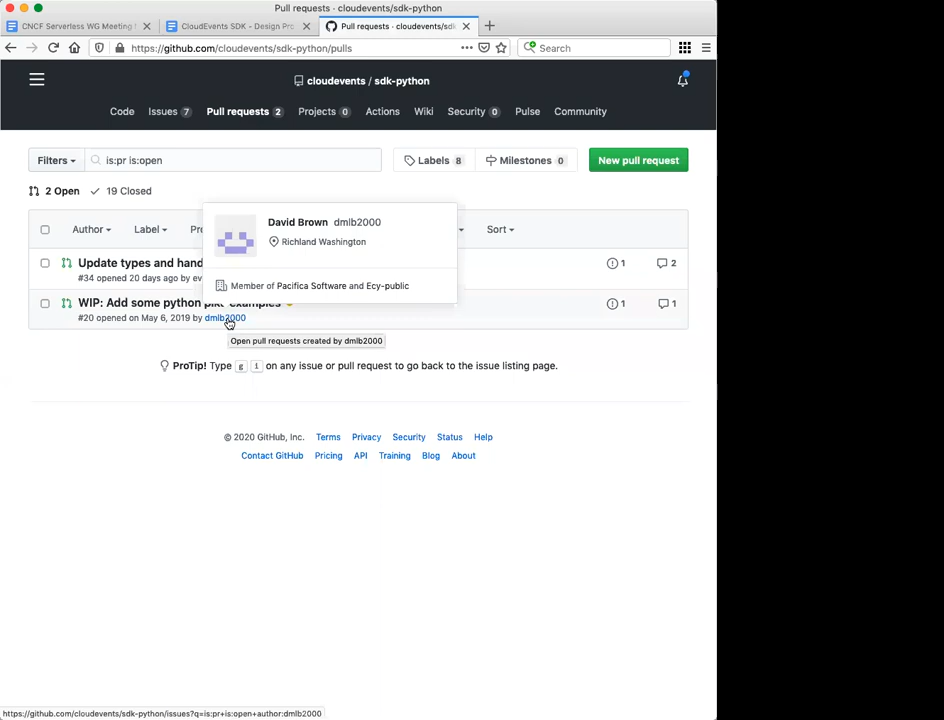 Pull requests · cloudevents/sdk-python
CNCF Serverless WG Meeting
CloudEvents SDK - Design Pro
Pull requests · cloudevents/sdk
https://github.com/cloudevents/sdk-python/pulls
Search
cloudevents / sdk-python
Code Issues 7 Pull requests 2 Projects 0 Actions Wiki Security 0 Pulse Community
Filters is:pr is:open Labels 8 Milestones 0 New pull request
2 Open 19 Closed
Author Label Sort
David Brown dmlb2000
Richland Washington
Member of Pacifica Software and Ecy-public
Update types and hand 1 2
#34 opened 20 days ago by
WIP: Add some python examples 1 1
#20 opened on May 6, 2019 by dmlb2000
Open pull requests created by dmlb2000
ProTip! Type g i on any issue or pull request to go back to the issue listing page.
© 2020 GitHub, Inc. Terms Privacy Security Status Help
Contact GitHub Pricing API Training Blog About
https://github.com/cloudevents/sdk-python/issues?q=is:pr+is:open+author:dmlb2000